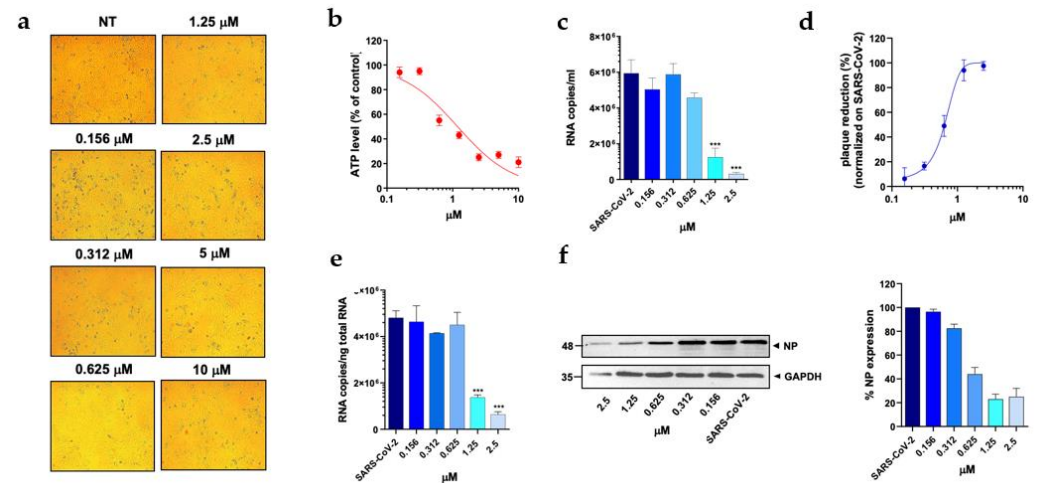 a
NT
1.25 μM
0.156 μM
2.5 μM
0.312 μM
5 μM
0.625 μM
10 μM
b
ATP level (% of control)
120
100
80
60
40
20
0
0.1
1
10
μM
c
RNA copies/ml
8×10⁶
6×10⁶
4×10⁶
2×10⁶
0
***
***
SARS-CoV-2
0.156
0.312
0.625
1.25
2.5
μM
d
plaque reduction (%)
(normalized on SARS-CoV-2)
120
100
80
60
40
20
0
0.1
1
10
μM
e
RNA copies/ng total RNA
×10⁶
4×10⁶
2×10⁶
0
***
***
SARS-CoV-2
0.156
0.312
0.625
1.25
2.5
μM
f
48
NP
35
GAPDH
2.5
1.25
0.625
0.312
0.156
SARS-CoV-2
μM
% NP expression
120
100
80
60
40
20
0
SARS-CoV-2
0.156
0.312
0.625
1.25
2.5
μM